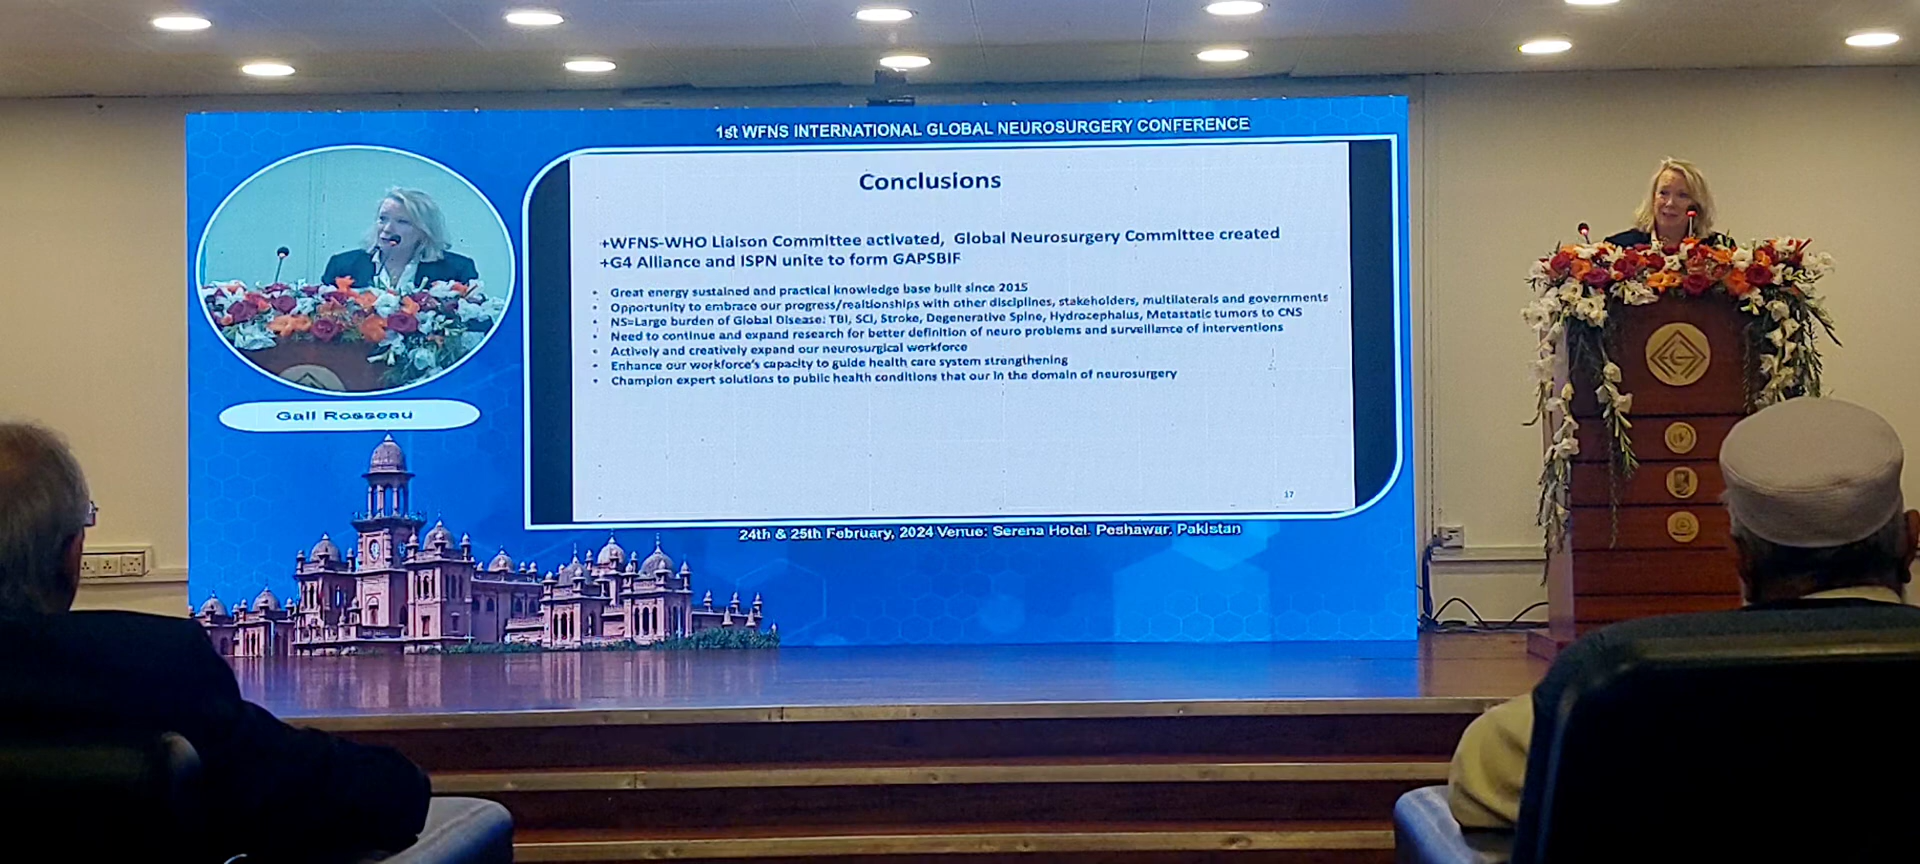 1st WFNS INTERNATIONAL GLOBAL NEUROSURGERY CONFERENCE
Conclusions
+WFNS-WHO Liaison Committee activated, Global Neurosurgery Committee created
+G4 Alliance and ISPN unite to form GAPSBIF
• Great energy sustained and practical knowledge base built since 2015
• Opportunity to embrace our progress/realtionships with other disciplines, stakeholders, multilaterals and governments
• NS=Large burden of Global Disease: TBI, SCI, Stroke, Degenerative Spine, Hydrocephalus, Metastatic tumors to CNS
• Need to continue and expand research for better definition of neuro problems and surveillance of interventions
• Actively and creatively expand our neurosurgical workforce
• Enhance our workforce's capacity to guide health care system strengthening
• Champion expert solutions to public health conditions that our in the domain of neurosurgery
17
Gail Rosseau
24th & 25th February, 2024 Venue: Serena Hotel. Peshawar. Pakistan